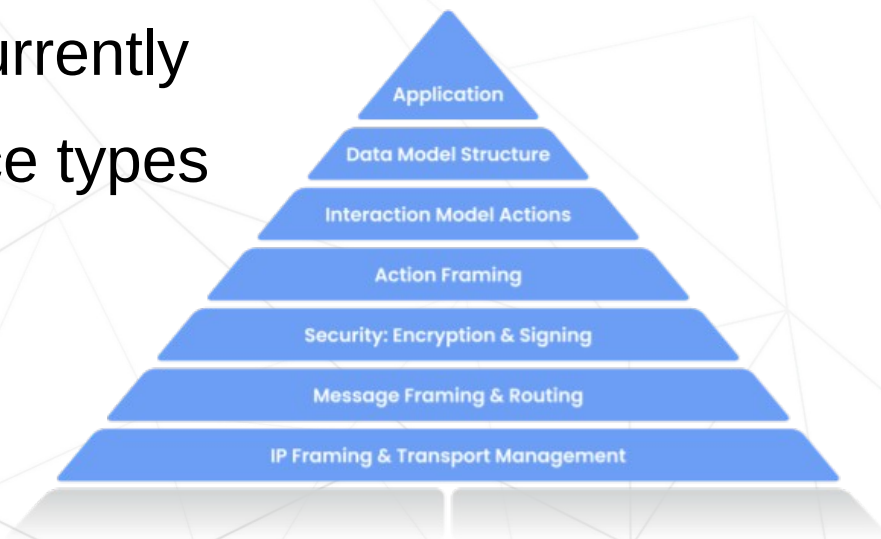 urrently
Application
e types
Data Model Structure
Interaction Model Actions
Action Framing
Security: Encryption & Signing
Message Framing & Routing
IP Framing & Transport Management